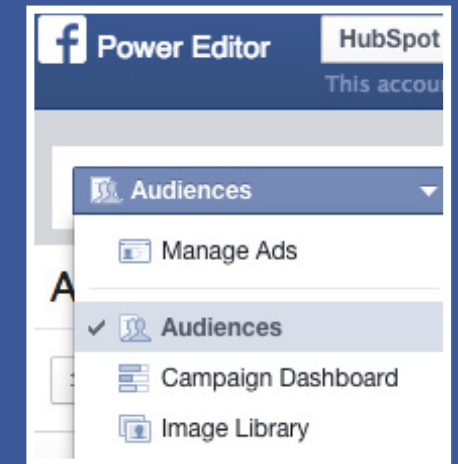 f Power Editor HubSpot
This accou
Audiences
Manage Ads
A
Audiences
Campaign Dashboard
Image Library